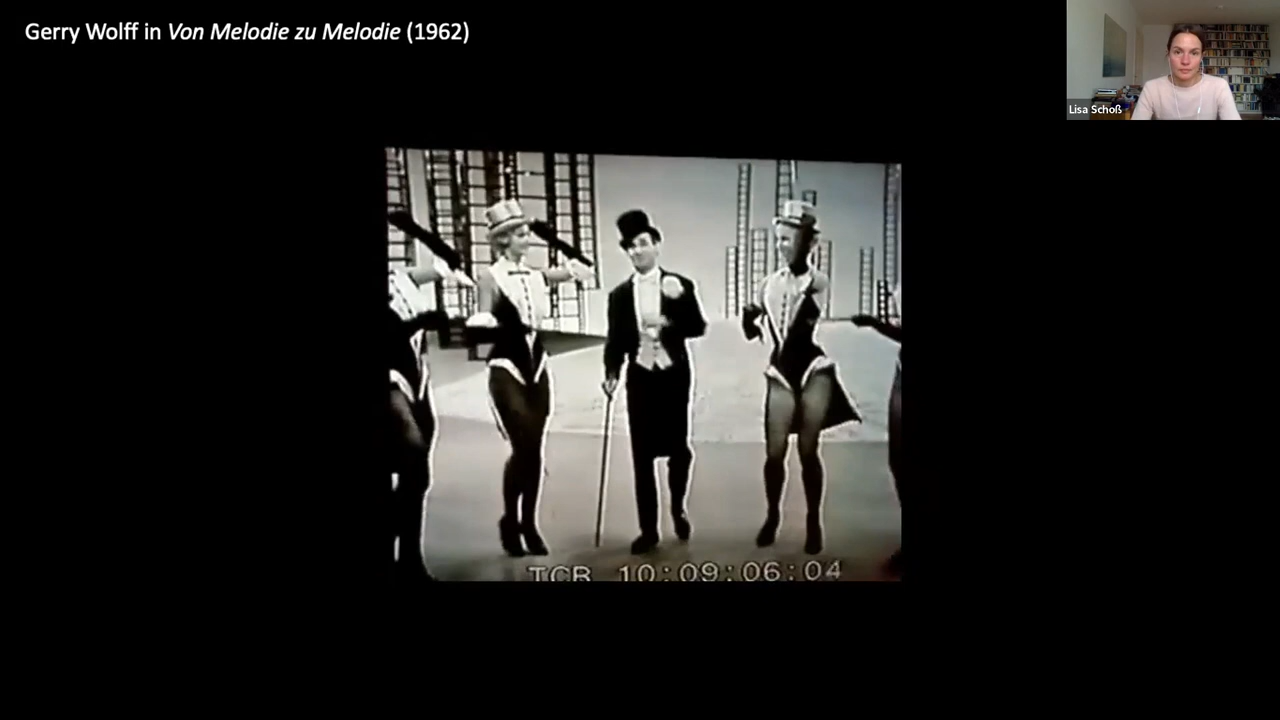 Gerry Wolff in Von Melodie zu Melodie (1962)
Lisa Schoß
TCR 10:09:06:04